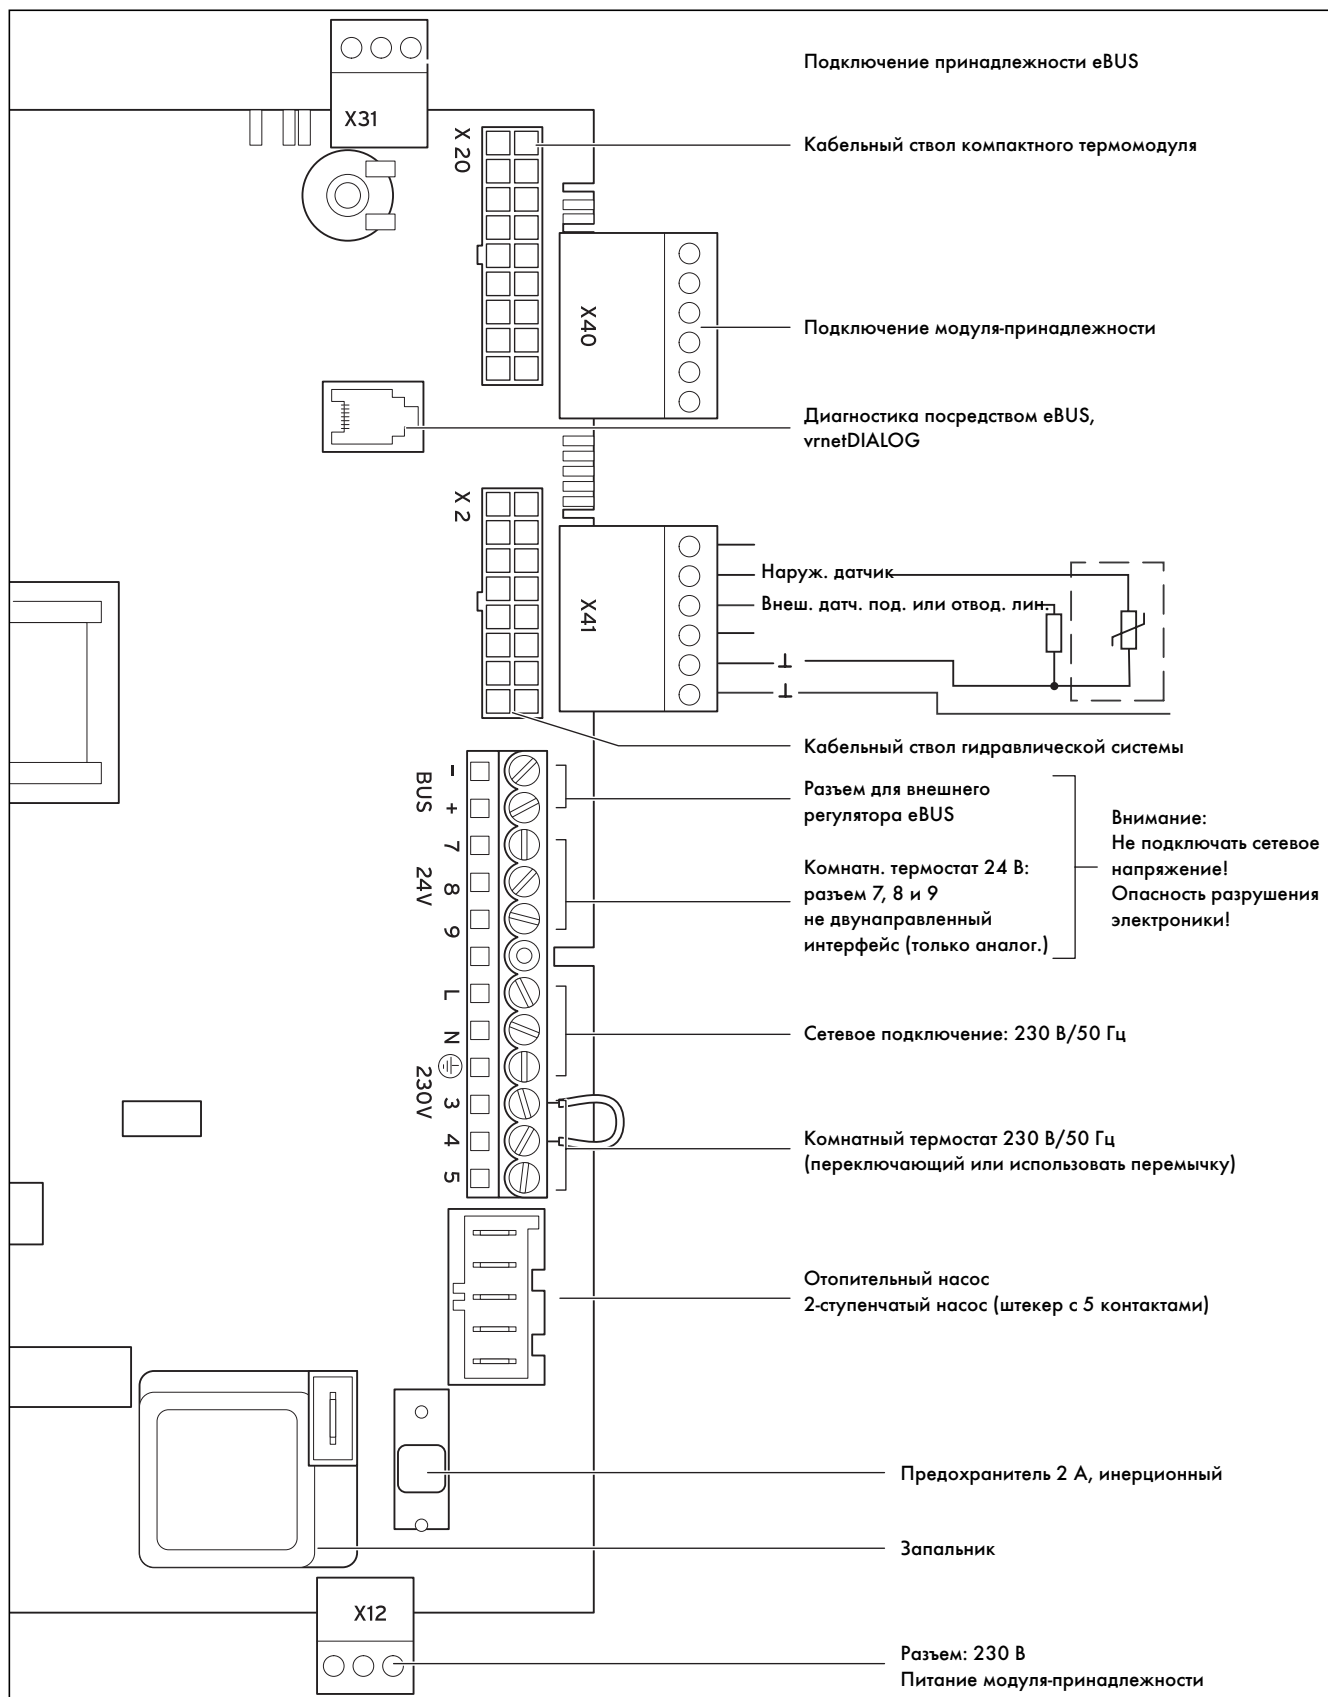 Подключение принадлежности eBUS
X31
X 20
Кабельный ствол компактного термомодуля
X40
Подключение модуля-принадлежности
Диагностика посредством eBUS,
vrnetDIALOG
X 2
X41
Наруж. датчик
Внеш. датч. под. или отвод. лин.
Кабельный ствол гидравлической системы
BUS
-
+
Разъем для внешнего
регулятора eBUS
24V
7
8
9
Комнатн. термостат 24 В:
разъем 7, 8 и 9
не двунаправленный
интерфейс (только аналог.)
Внимание:
Не подключать сетевое
напряжение!
Опасность разрушения
электроники!
L
N
Сетевое подключение: 230 В/50 Гц
230V
3
4
5
Комнатный термостат 230 В/50 Гц
(переключающий или использовать перемычку)
Отопительный насос
2-ступенчатый насос (штекер с 5 контактами)
Предохранитель 2 А, инерционный
Запальник
X12
Разъем: 230 В
Питание модуля-принадлежности